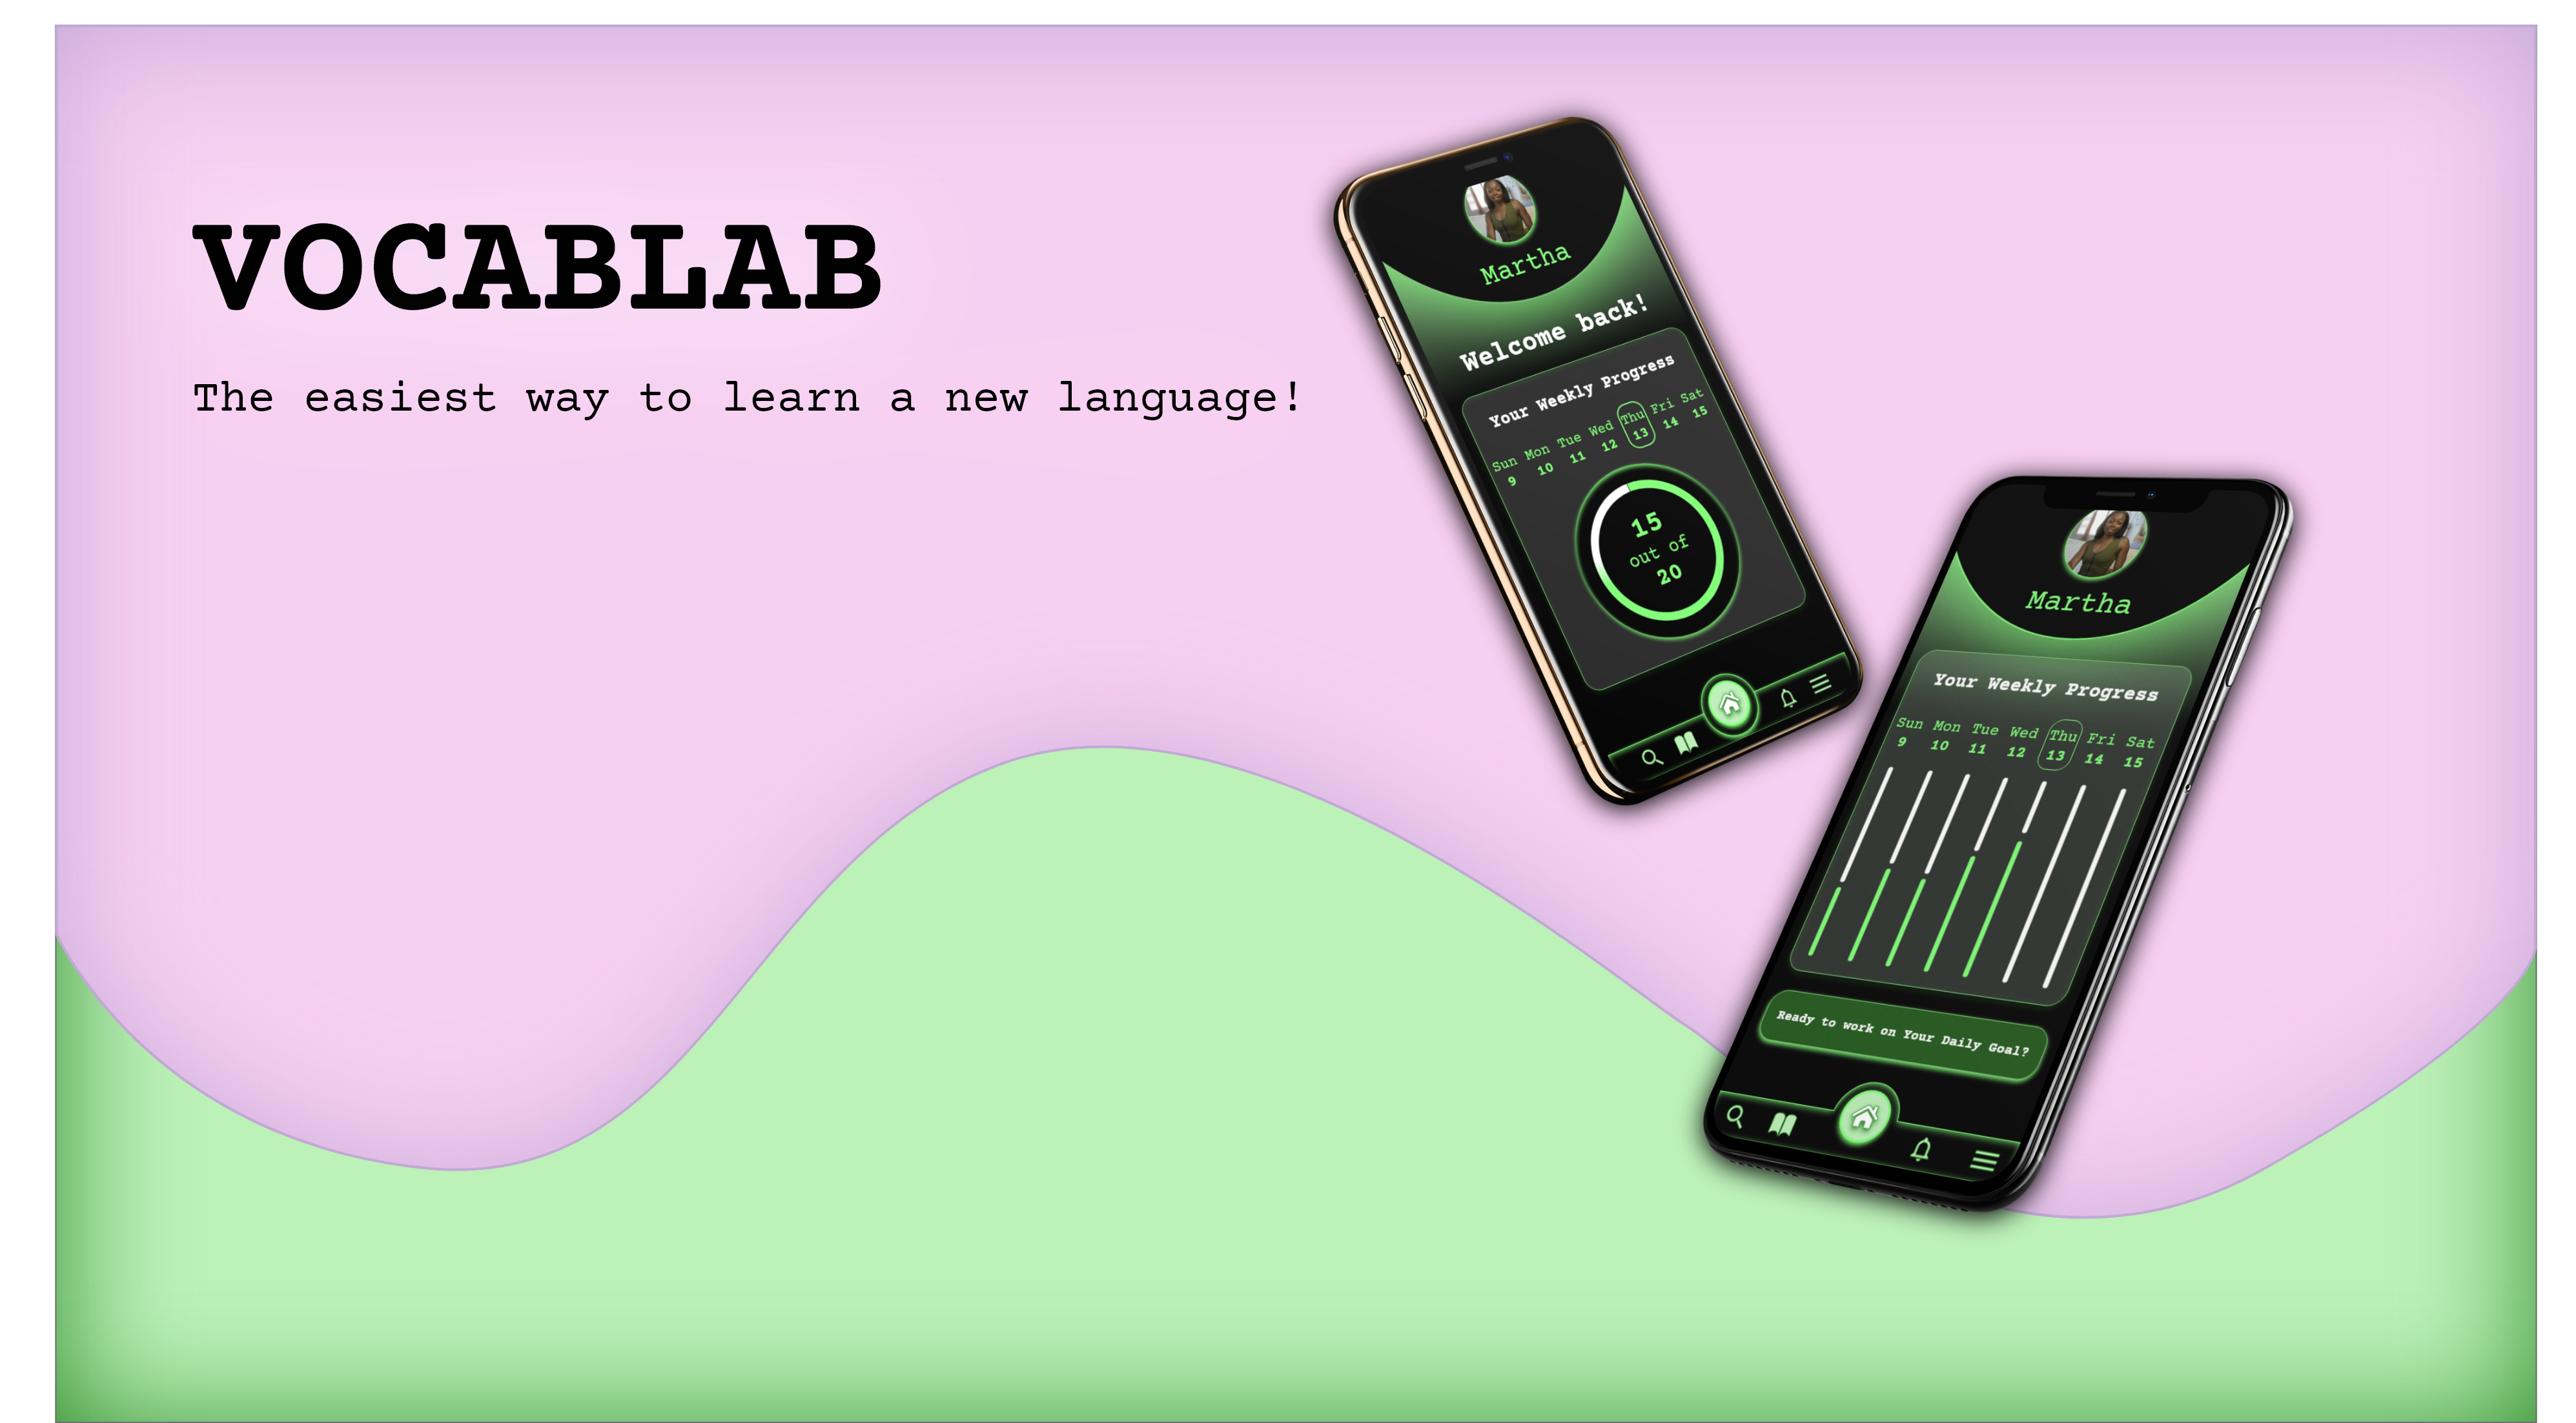 VOCABLAB
The easiest way to learn a new language!
Martha
Welcome back!
Your Weekly Progress
Sun Mon Tue Wed Thu Fri Sat
9 10 11 12 13 14 15
15
out of
20
Martha
Your Weekly Progress
Sun Mon Tue Wed Thu Fri Sat
9 10 11 12 13 14 15
Ready to work on Your Daily Goal?